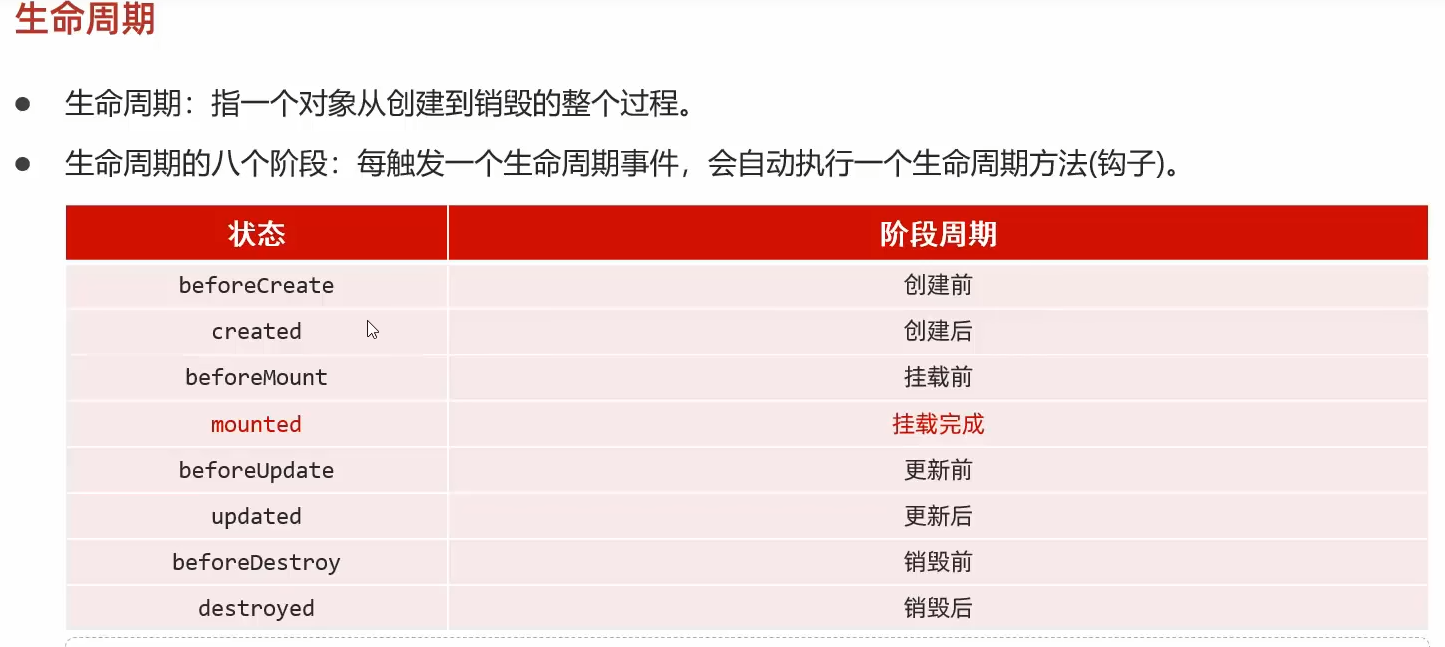 生命周期
生命周期：指一个对象从创建到销毁的整个过程。
生命周期的八个阶段：每触发一个生命周期事件，会自动执行一个生命周期方法(钩子)。
状态 阶段周期
beforeCreate 创建前
created 创建后
beforeMount 挂载前
mounted 挂载完成
beforeUpdate 更新前
updated 更新后
beforeDestroy 销毁前
destroyed 销毁后